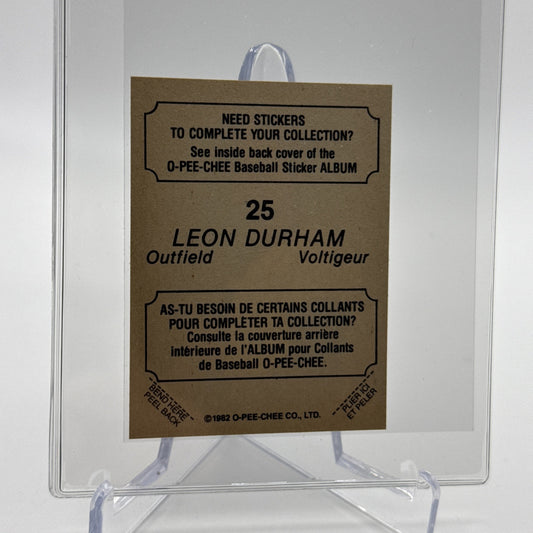 NEED STICKERS
TO COMPLETE YOUR COLLECTION?
See inside back cover of the
O-PEE-CHEE Baseball Sticker ALBUM
25
LEON DURHAM
Outfield Voltigeur
AS-TU BESOIN DE CERTAINS COLLANTS
POUR COMPLÉTER TA COLLECTION?
Consulte la couverture arrière
intérieure de l'ALBUM pour Collants
de Baseball O-PEE-CHEE.
BEND HERE
PEEL BACK
PLIER ICI
ET PELER
©1982 O-PEE-CHEE CO., LTD.